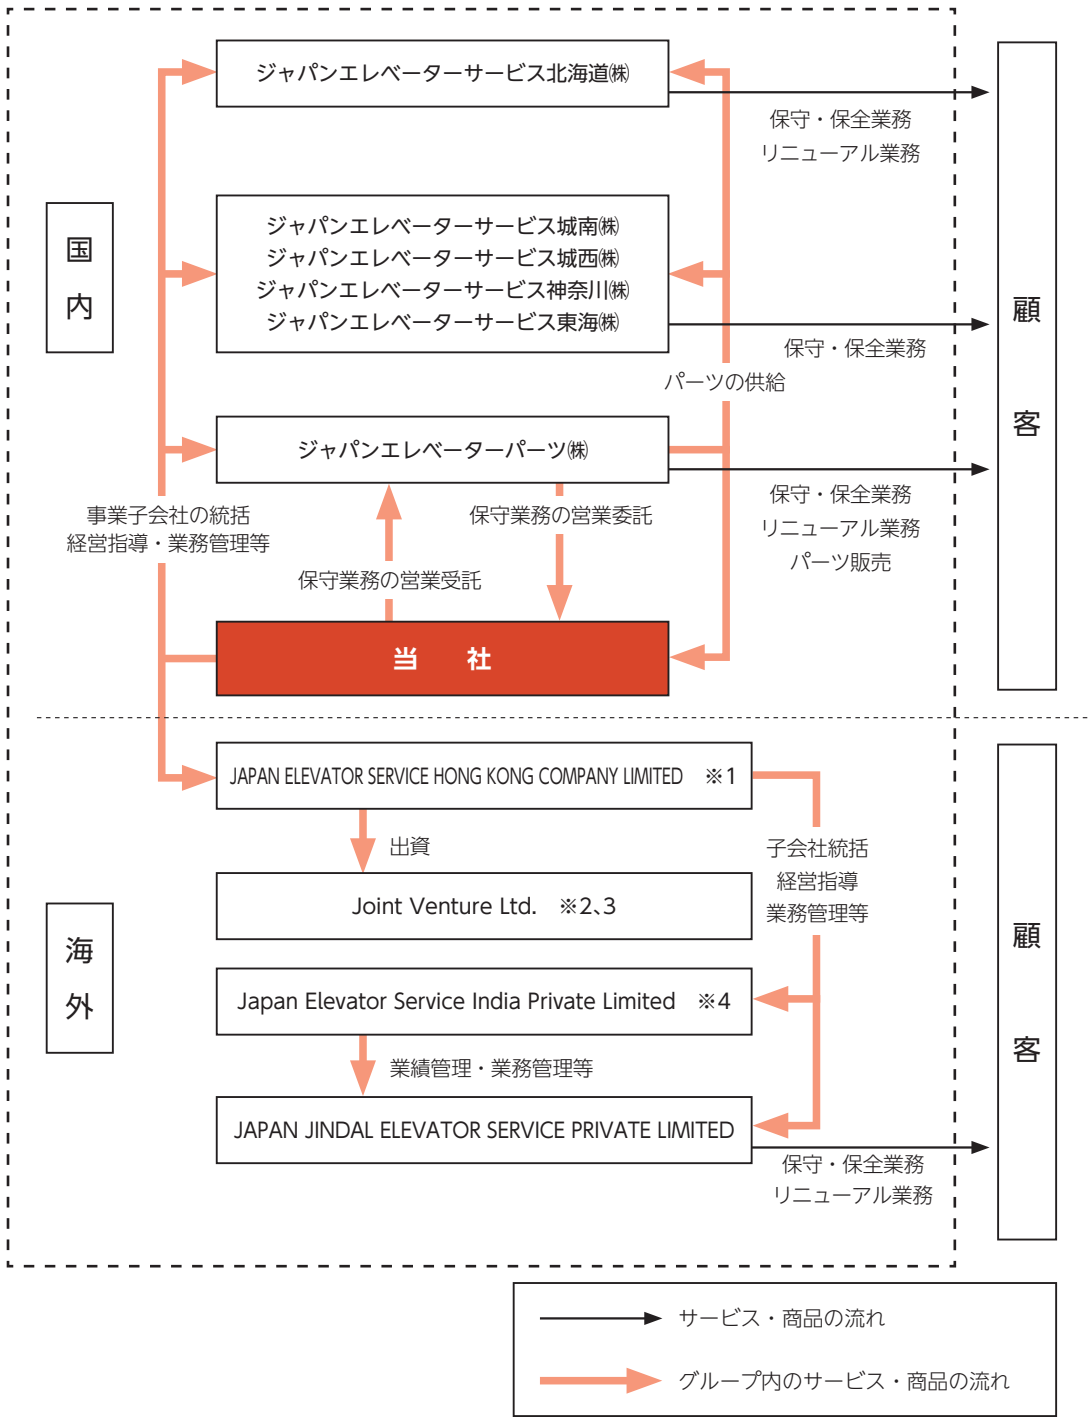 ジャパンエレベーターサービス北海道㈱
保守・保全業務
リニューアル業務
国内
ジャパンエレベーターサービス城南㈱
ジャパンエレベーターサービス城西㈱
ジャパンエレベーターサービス神奈川㈱
ジャパンエレベーターサービス東海㈱
顧客
保守・保全業務
パーツの供給
ジャパンエレベーターパーツ㈱
保守・保全業務
リニューアル業務
パーツ販売
事業子会社の統括
経営指導・業務管理等
保守業務の営業委託
保守業務の営業受託
当　社
JAPAN ELEVATOR SERVICE HONG KONG COMPANY LIMITED　※1
出資
子会社統括
経営指導
業務管理等
Joint Venture Ltd.　※2、3
海外
顧客
Japan Elevator Service India Private Limited　※4
業績管理・業務管理等
JAPAN JINDAL ELEVATOR SERVICE PRIVATE LIMITED
保守・保全業務
リニューアル業務
サービス・商品の流れ
グループ内のサービス・商品の流れ